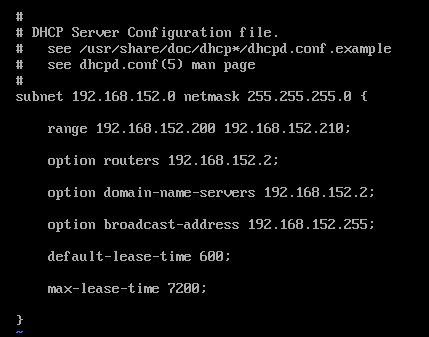 #
# DHCP Server Configuration file.
#   see /usr/share/doc/dhcp*/dhcpd.conf.example
#   see dhcpd.conf(5) man page
#
subnet 192.168.152.0 netmask 255.255.255.0 {
    range 192.168.152.200 192.168.152.210;
    option routers 192.168.152.2;
    option domain-name-servers 192.168.152.2;
    option broadcast-address 192.168.152.255;
    default-lease-time 600;
    max-lease-time 7200;
}
~